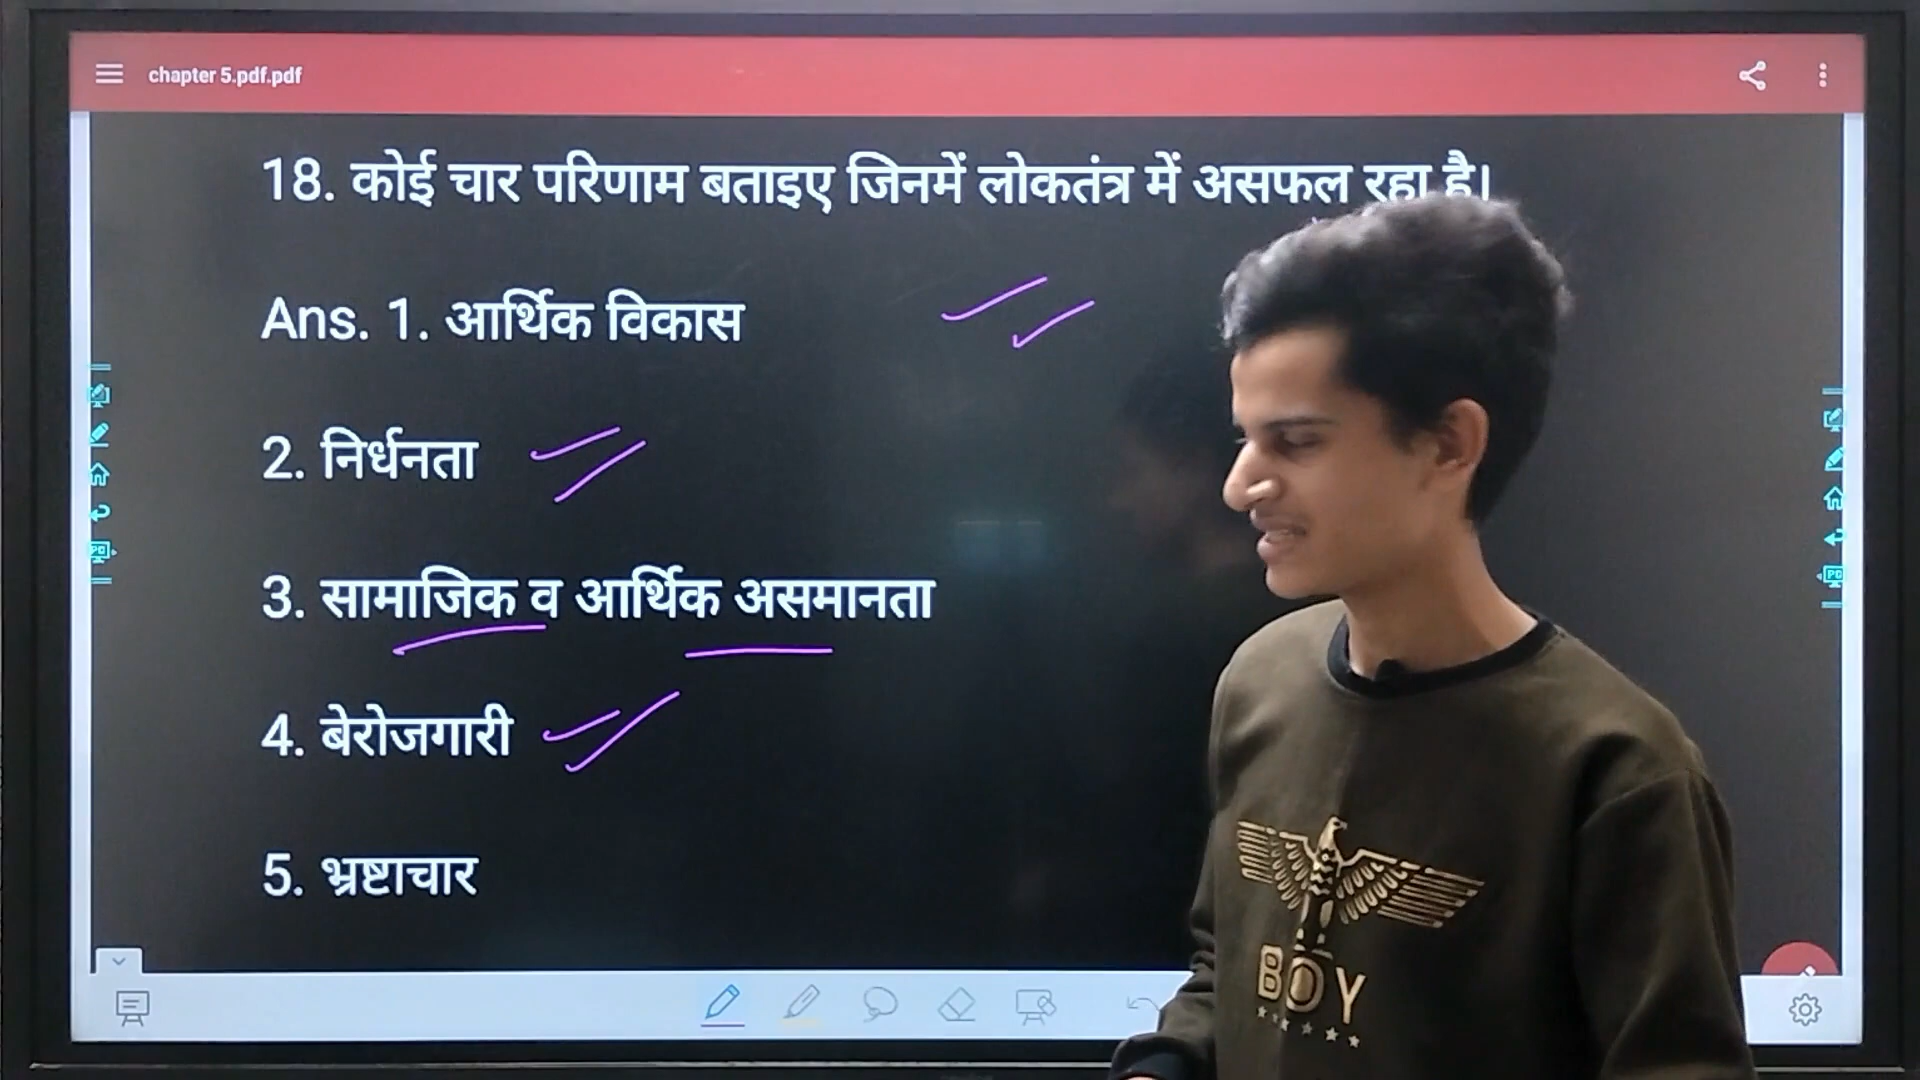 chapter 5.pdf.pdf
18. कोई चार परिणाम बताइए जिनमें लोकतंत्र में असफल रहा है।
Ans. 1. आर्थिक विकास
2. निर्धनता
3. सामाजिक व आर्थिक असमानता
4. बेरोजगारी
5. भ्रष्टाचार
BOY